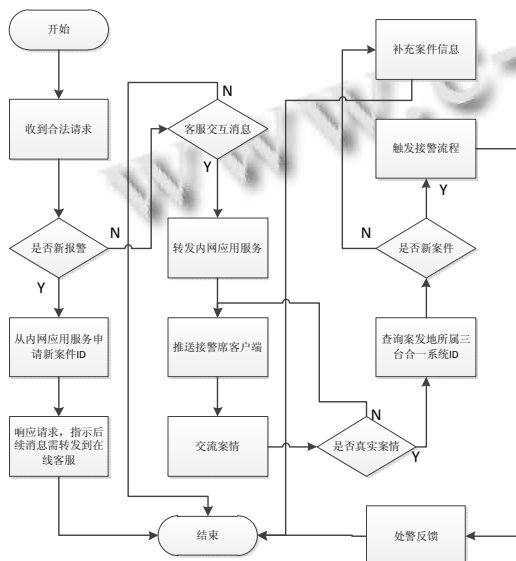 开始
收到合法请求
是否新报警
N
Y
从内网应用服务申
请新案件ID
响应请求，指示后
续消息需转发到在
线客服
N
客服交互消息
Y
转发内网应用服务
推送接警席客户端
交流案情
结束
补充案件信息
触发接警流程
Y
N
是否新案件
查询案发地所属三
台合一系统ID
N
是否真实案情
Y
处警反馈
www.c-